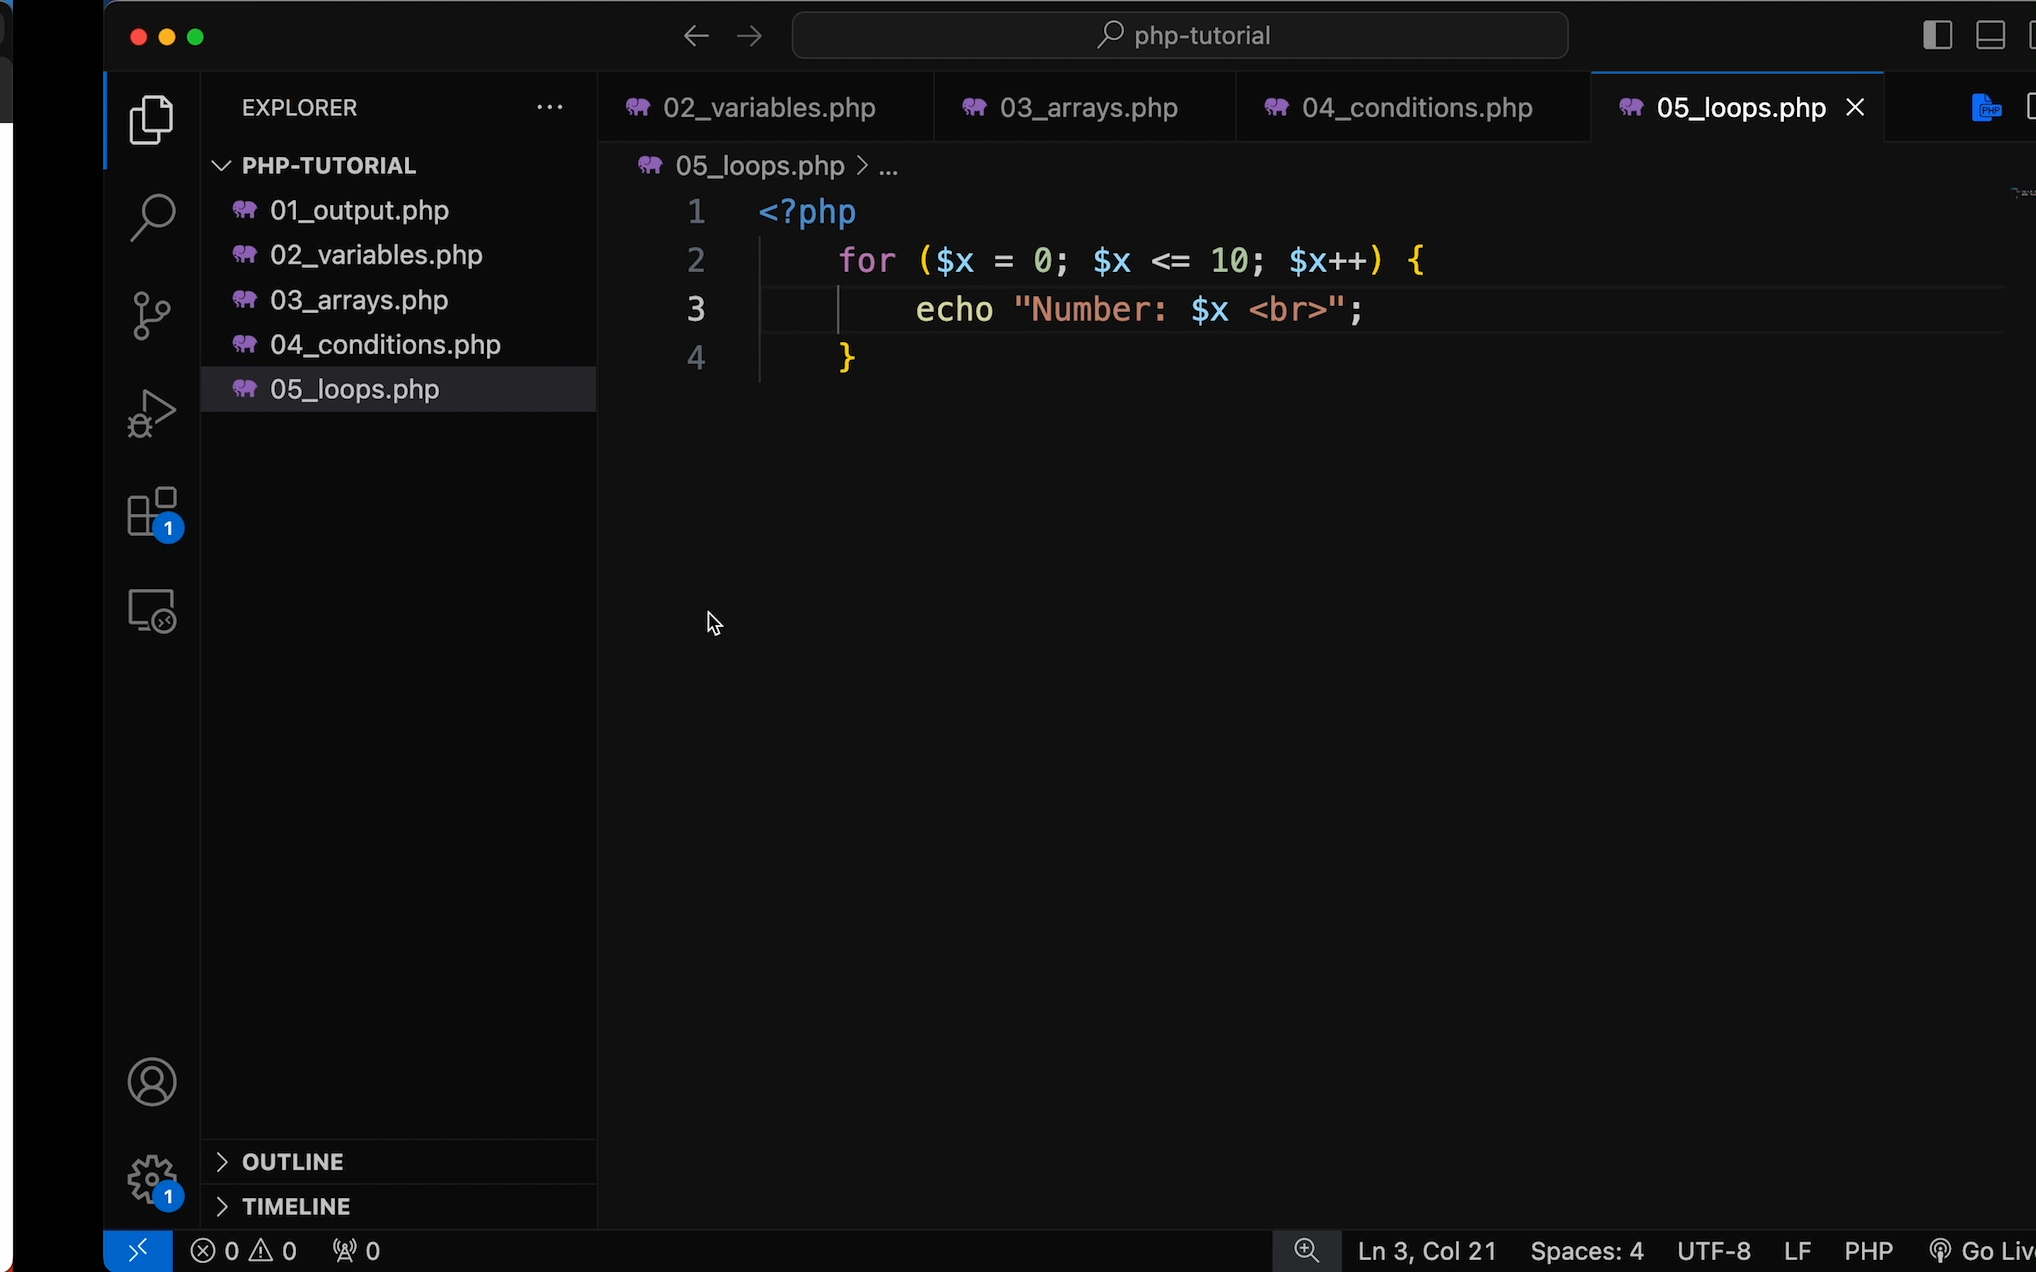 php-tutorial
EXPLORER
02_variables.php
03_arrays.php
04_conditions.php
05_loops.php
PHP
PHP-TUTORIAL
01_output.php
02_variables.php
03_arrays.php
04_conditions.php
05_loops.php
05_loops.php > ...
1 <?php
2 for ($x = 0; $x <= 10; $x++) {
3 echo "Number: $x <br>";
4 }
1
OUTLINE
1
TIMELINE
0 0 0
Ln 3, Col 21 Spaces: 4 UTF-8 LF PHP Go